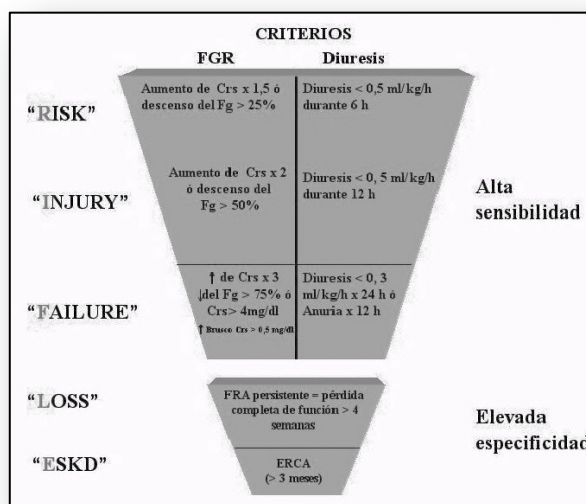 CRITERIOS
FGR
Diuresis
"RISK"
Aumento de Crs x 1,5 ó
descenso del Fg > 25%
Diuresis < 0,5 ml/kg/h
durante 6 h
"INJURY"
Aumento de Crs x 2
ó descenso del
Fg > 50%
Diuresis < 0, 5 ml/kg/h
durante 12 h
Alta
sensibilidad
"FAILURE"
↑ de Crs x 3
↓del Fg > 75% ó
Crs> 4mg/dl
↑ Brusco Crs > 0,5 mg/dl
Diuresis < 0, 3
ml/kg/h x 24 h ó
Anuria x 12 h
"LOSS"
FRA persistente = pérdida
completa de función > 4
semanas
Elevada
especificidad
"ESKD"
ERCA
(> 3 meses)